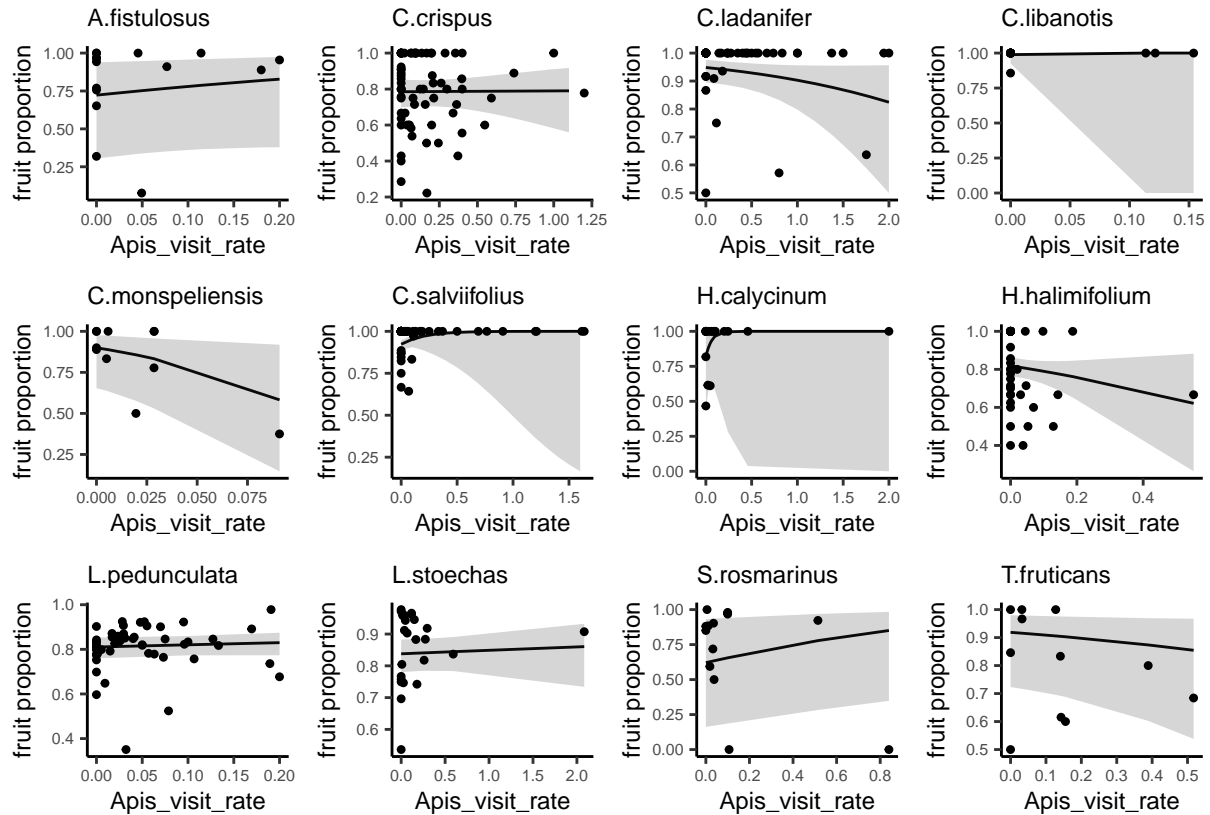 A.fistulosus
fruit proportion
1.00
0.75
0.50
0.25
0.00 0.05 0.10 0.15 0.20
Apis_visit_rate
C.crispus
fruit proportion
1.0
0.8
0.6
0.4
0.2
0.00 0.25 0.50 0.75 1.00 1.25
Apis_visit_rate
C.ladanifer
fruit proportion
1.0
0.9
0.8
0.7
0.6
0.5
0.0 0.5 1.0 1.5 2.0
Apis_visit_rate
C.libanotis
fruit proportion
1.00
0.75
0.50
0.25
0.00
0.00 0.05 0.10 0.15
Apis_visit_rate
C.monspeliensis
fruit proportion
1.00
0.75
0.50
0.25
0.000 0.025 0.050 0.075
Apis_visit_rate
C.salviifolius
fruit proportion
1.00
0.75
0.50
0.25
0.0 0.5 1.0 1.5
Apis_visit_rate
H.calycinum
fruit proportion
1.00
0.75
0.50
0.25
0.00
0.0 0.5 1.0 1.5 2.0
Apis_visit_rate
H.halimifolium
fruit proportion
1.0
0.8
0.6
0.4
0.0 0.2 0.4
Apis_visit_rate
L.pedunculata
fruit proportion
1.0
0.8
0.6
0.4
0.00 0.05 0.10 0.15 0.20
Apis_visit_rate
L.stoechas
fruit proportion
0.9
0.8
0.7
0.6
0.0 0.5 1.0 1.5 2.0
Apis_visit_rate
S.rosmarinus
fruit proportion
1.00
0.75
0.50
0.25
0.00
0.0 0.2 0.4 0.6 0.8
Apis_visit_rate
T.fruticans
fruit proportion
1.0
0.9
0.8
0.7
0.6
0.5
0.0 0.1 0.2 0.3 0.4 0.5
Apis_visit_rate